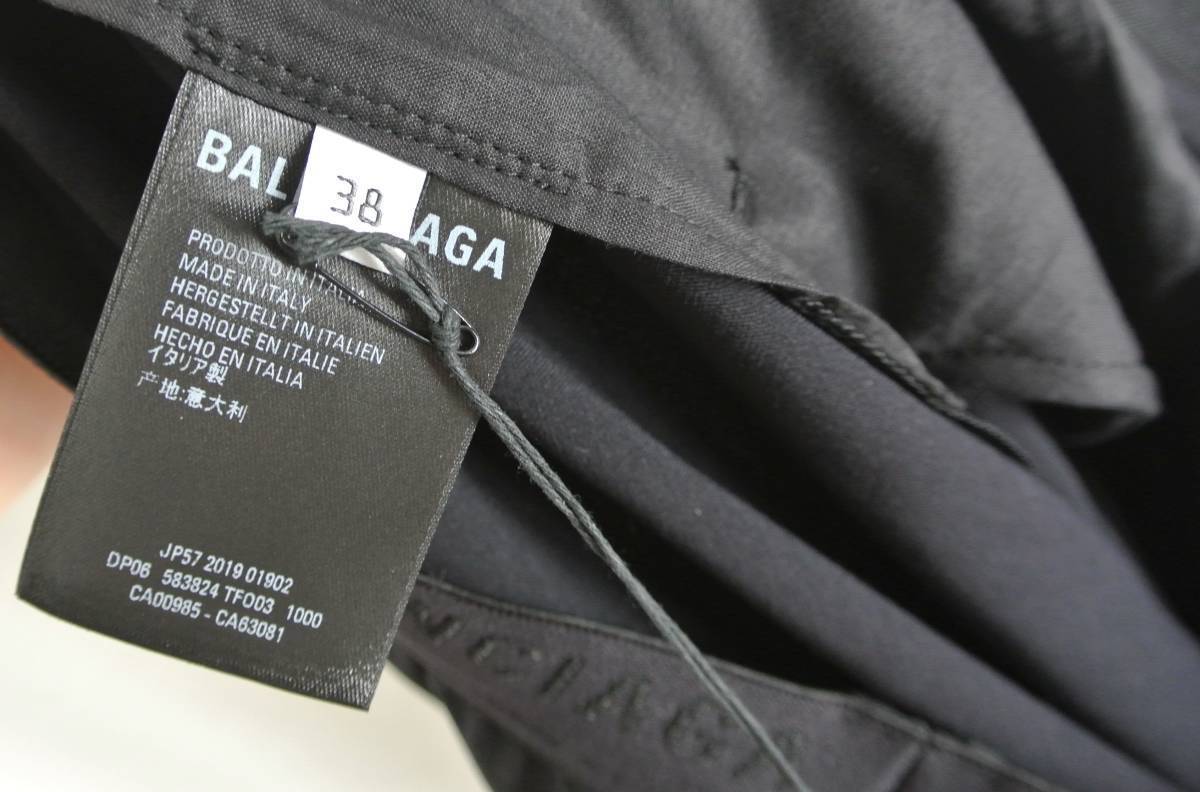 BAL AGA
38
PRODOTTO IN ITALIA
MADE IN ITALY
HERGESTELLT IN ITALIEN
FABRIQUE EN ITALIE
HECHO EN ITALIA
イタリア製
产地:意大利
JP57 2019 01902
DP06 583824 TFO03 1000
CA00985 - CA63081
NCIAGA